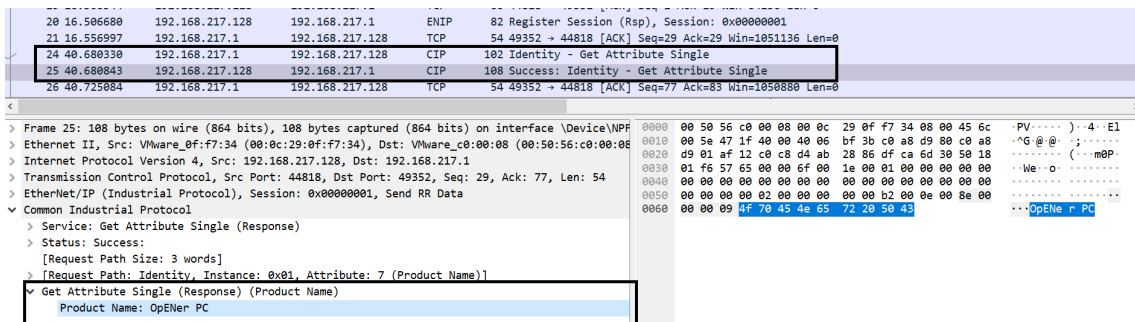 20 16.506680 192.168.217.128 192.168.217.1 ENIP 82 Register Session (Rsp), Session: 0x00000001
21 16.556997 192.168.217.1 192.168.217.128 TCP 54 49352 → 44818 [ACK] Seq=29 Ack=29 Win=1051136 Len=0
24 40.680330 192.168.217.1 192.168.217.128 CIP 102 Identity - Get Attribute Single
25 40.680843 192.168.217.128 192.168.217.1 CIP 108 Success: Identity - Get Attribute Single
26 40.725084 192.168.217.1 192.168.217.128 TCP 54 49352 → 44818 [ACK] Seq=77 Ack=83 Win=1050880 Len=0
Frame 25: 108 bytes on wire (864 bits), 108 bytes captured (864 bits) on interface \Device\NPF
Ethernet II, Src: VMware_0f:f7:34 (00:0c:29:0f:f7:34), Dst: VMware_c0:00:08 (00:50:56:c0:00:08
Internet Protocol Version 4, Src: 192.168.217.128, Dst: 192.168.217.1
Transmission Control Protocol, Src Port: 44818, Dst Port: 49352, Seq: 29, Ack: 77, Len: 54
EtherNet/IP (Industrial Protocol), Session: 0x00000001, Send RR Data
Common Industrial Protocol
Service: Get Attribute Single (Response)
Status: Success:
[Request Path Size: 3 words]
[Request Path: Identity, Instance: 0x01, Attribute: 7 (Product Name)]
Get Attribute Single (Response) (Product Name)
Product Name: OpENer PC
0000 00 50 56 c0 00 08 00 0c 29 0f f7 34 08 00 45 6c ·PV····· )··4··El
0010 00 5e 47 1f 40 00 40 06 bf 3b c0 a8 d9 80 c0 a8 ·^G·@·@· ·;······
0020 d9 01 af 12 c0 c8 d4 ab 28 86 df ca 6d 30 50 18 ········ (···m0P·
0030 01 f6 57 65 00 00 6f 00 1e 00 01 00 00 00 00 00 ··We··o· ········
0040 00 00 00 00 00 00 00 00 00 00 00 00 00 00 00 00 ········ ········
0050 00 00 00 00 02 00 00 00 00 00 b2 00 0e 00 8e 00 ········ ········
0060 00 00 09 4f 70 45 4e 65 72 20 50 43 ···OpENe r PC